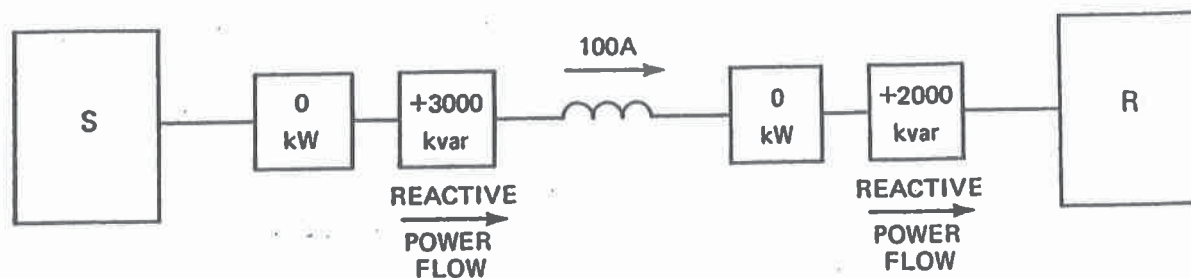 S
0
kW
+3000
kvar
REACTIVE
POWER
FLOW
100A
0
kW
+2000
kvar
REACTIVE
POWER
FLOW
R